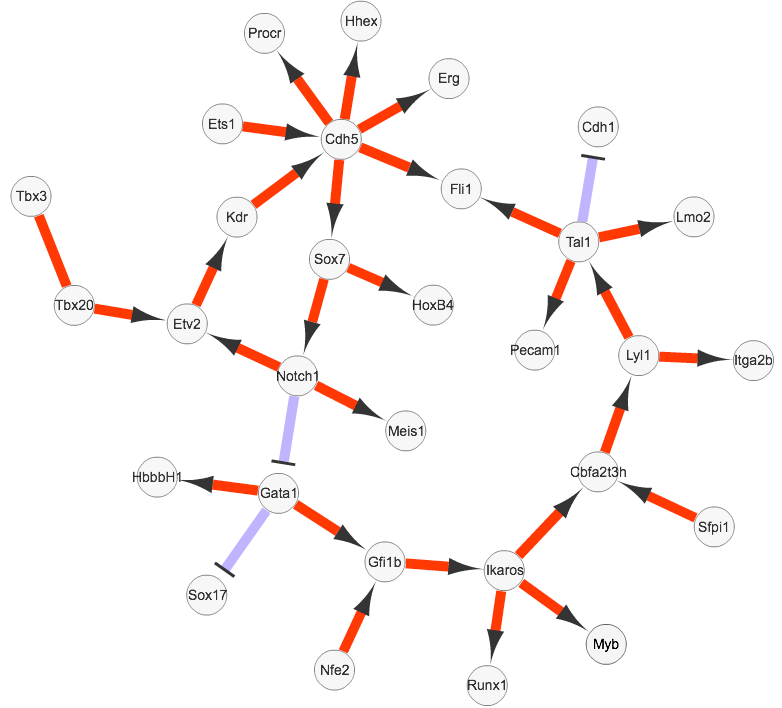 Hhex
Procr
Erg
Ets1
Cdh1
Cdh5
Tbx3
Kdr
Fli1
Lmo2
Tal1
Sox7
Tbx20
HoxB4
Etv2
Pecam1
Lyl1
Itga2b
Notch1
Meis1
HbbbH1
Cbfa2t3h
Gata1
Sfpi1
Gfi1b
Ikaros
Sox17
Myb
Nfe2
Runx1